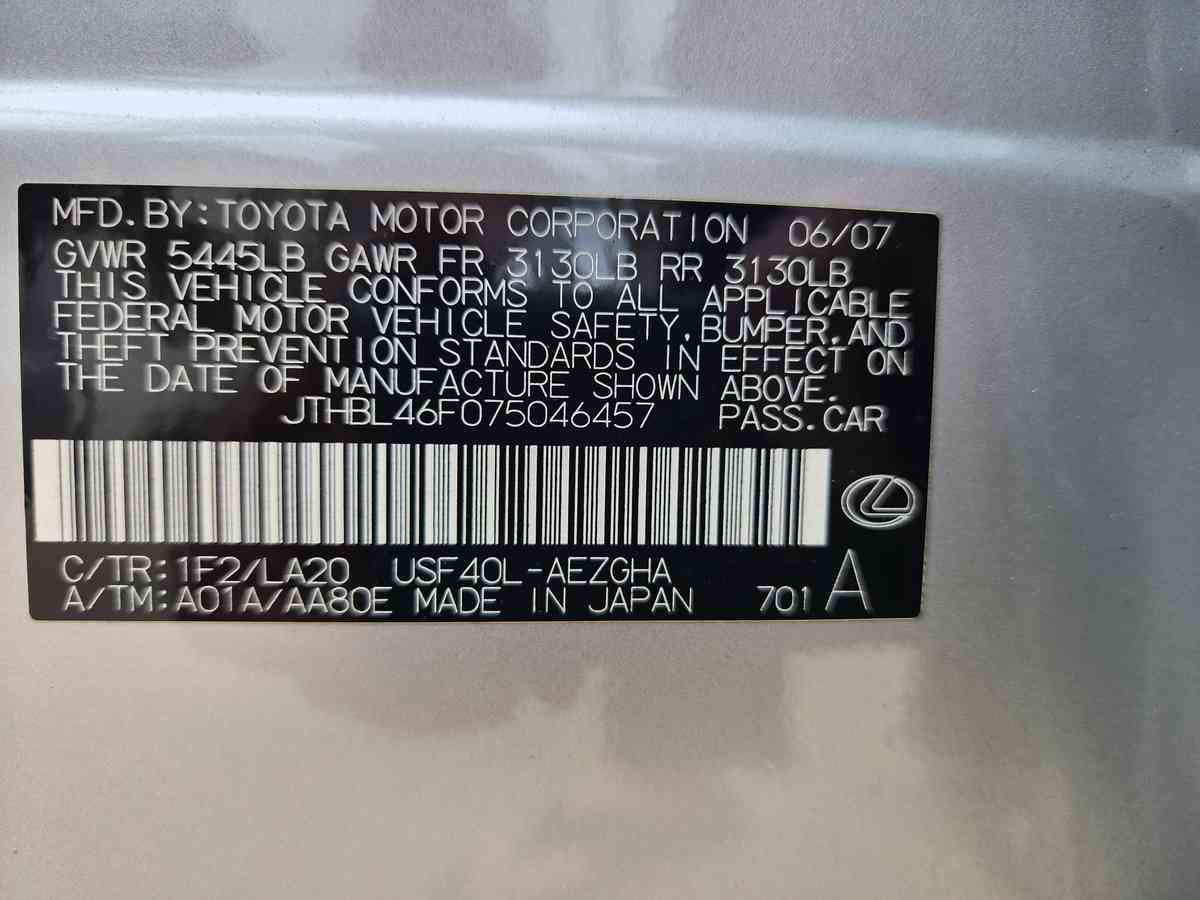 MFD.BY:TOYOTA MOTOR CORPORATION 06/07
GVWR 5445LB GAWR FR 3130LB RR 3130LB
THIS VEHICLE CONFORMS TO ALL APPLICABLE
FEDERAL MOTOR VEHICLE SAFETY,BUMPER,AND
THEFT PREVENTION STANDARDS IN EFFECT ON
THE DATE OF MANUFACTURE SHOWN ABOVE.
JTHBL46F075046457 PASS.CAR
C/TR:1F2/LA20 USF40L-AEZGHA
A/TM:A01A/AA80E MADE IN JAPAN 701 A